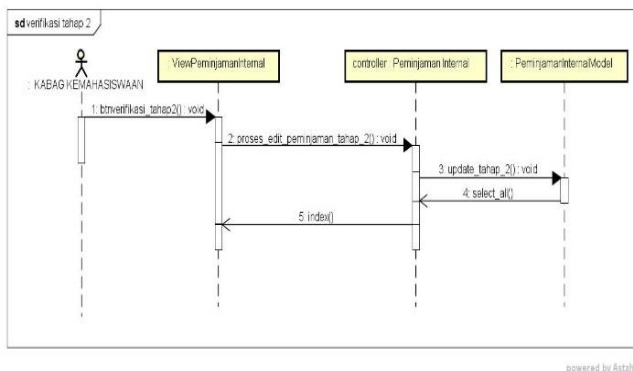 sd verifikasi tahap 2
: KABAG KEMAHASISWAAN
: ViewPeminjamanInternal
controller : Peminjaman Internal
: PeminjamanInternalModel
1: btnverifikasi_tahap2() : void
2: proses_edit_peminjaman_tahap_2() : void
3: update_tahap_2() : void
4: select_all()
5: index()
powered by Astah